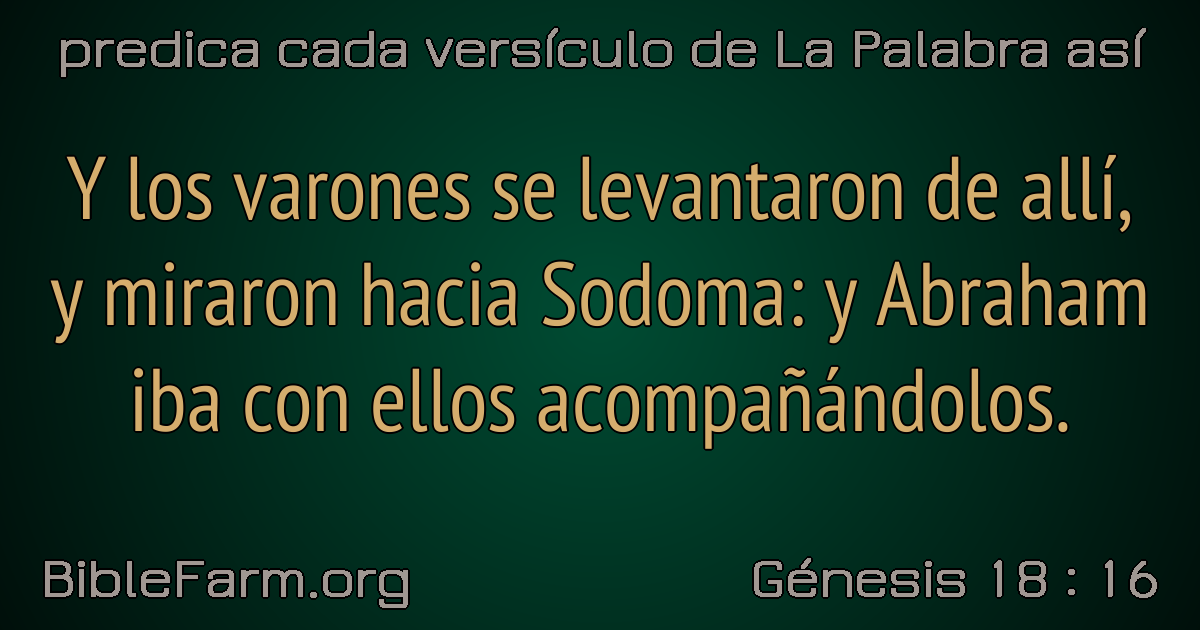 predica cada versículo de La Palabra así
Y los varones se levantaron de allí,
y miraron hacia Sodoma: y Abraham
iba con ellos acompañándolos.
BibleFarm.org
Génesis 18 : 16